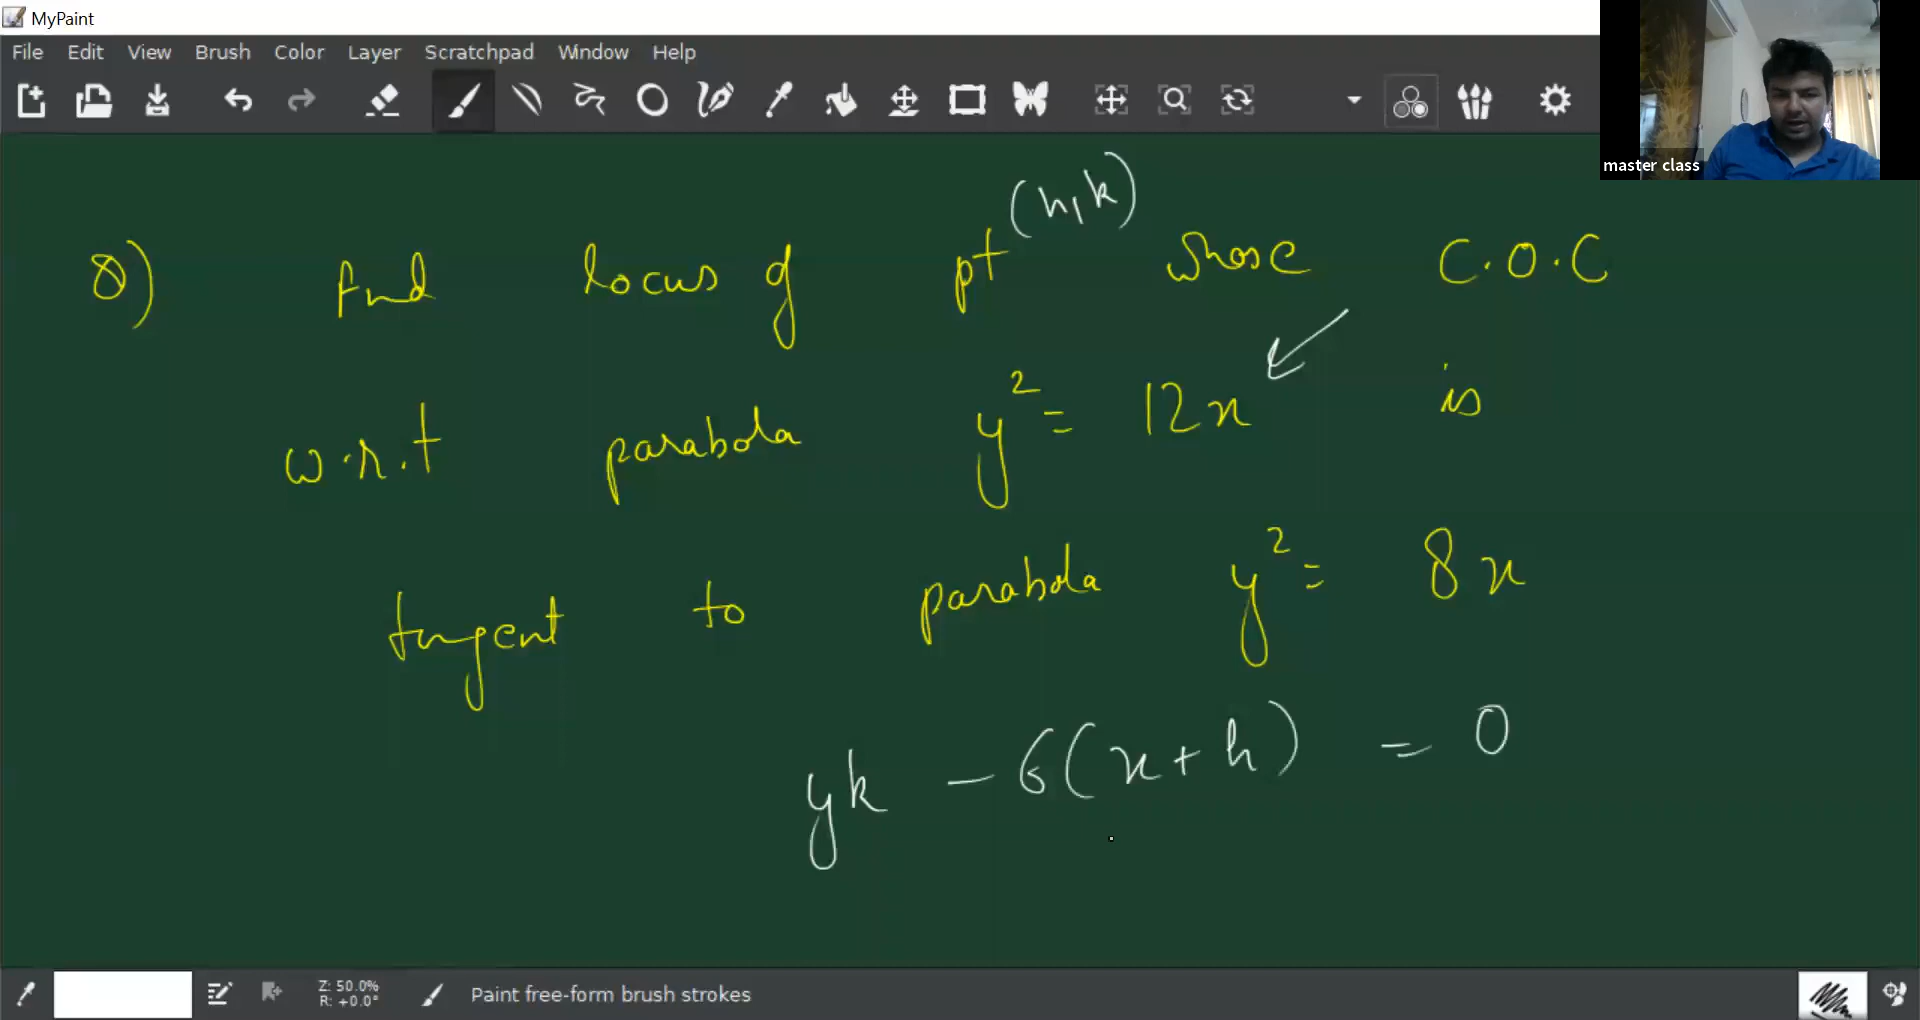 MyPaint
File Edit View Brush Color Layer Scratchpad Window Help
master class
(h,k)
Q) find locus of pt whose C.O.C
w.r.t parabola y² = 12x is
tangent to parabola y² = 8x
yk - 6(x+h) = 0
Z: 50.0%
R: +0.0°
Paint free-form brush strokes